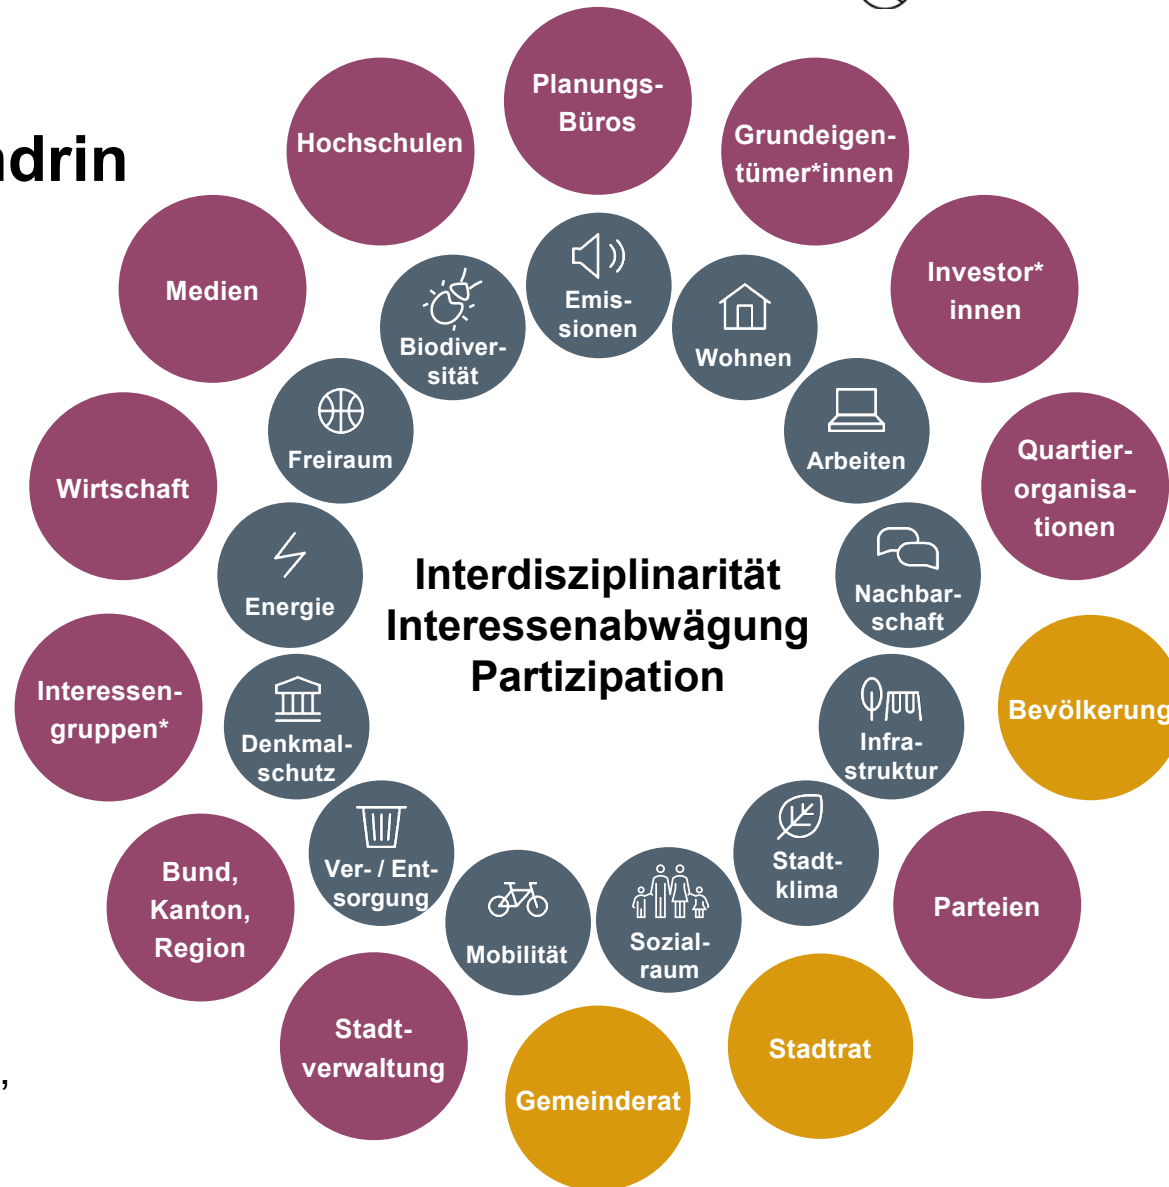 Planungs-
Büros
Hochschulen
Grundeigen-
tümer*innen
ndrin
Medien
Investor*
innen
Emis-
sionen
Biodiver-
sität
Wohnen
Freiraum
Arbeiten
Wirtschaft
Quartier-
organisa-
tionen
Energie
Nachbar-
schaft
Interdisziplinarität
Interessenabwägung
Partizipation
Interessen-
gruppen*
Bevölkerung
Denkmal-
schutz
Infra-
struktur
Ver- / Ent-
sorgung
Stadt-
klima
Mobilität
Sozial-
raum
Bund,
Kanton,
Region
Parteien
Stadt-
verwaltung
Stadtrat
Gemeinderat
,